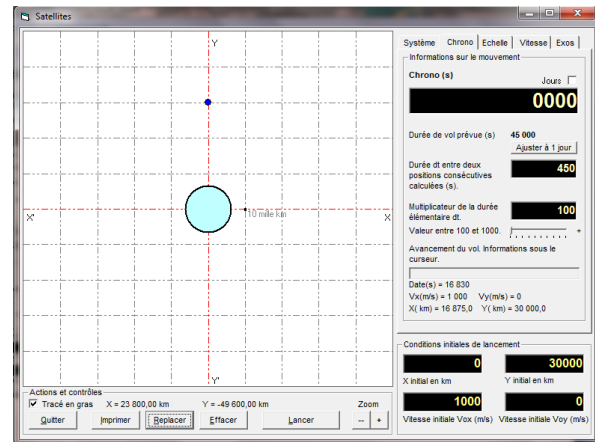 Satellites
Y
X'
10 mille km
X
Y'
Système Chrono Echelle Vitesse Exos
Informations sur le mouvement
Chrono (s)
Jours
0000
Durée de vol prévue (s) 45 000
Ajuster à 1 jour
Durée dt entre deux
positions consécutives
calculées (s).
450
Multiplicateur de la durée
élémentaire dt.
100
Valeur entre 100 et 1000. - +
Avancement du vol. Informations sous le
curseur.
Date(s) = 16 830
Vx(m/s) = 1 000 Vy(m/s) = 0
X( km) = 16 875,0 Y( km) = 30 000,0
Conditions initiales de lancement
0 30000
X initial en km Y initial en km
1000 0
Vitesse initiale Vox (m/s) Vitesse initiale Voy (m/s)
Actions et contrôles
Tracé en gras X = 23 800,00 km Y = -49 600,00 km Zoom
Quitter Imprimer Replacer Effacer Lancer -- +